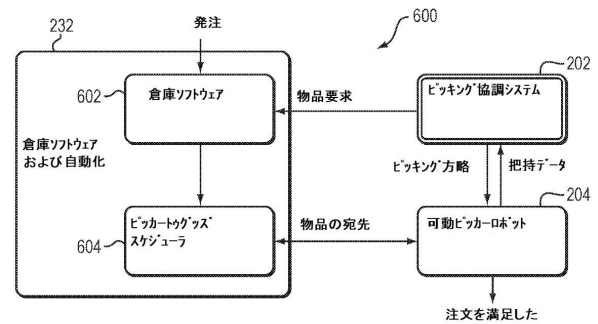 発注
600
232
202
602
倉庫ソフトウェア
物品要求
ピッキング協調システム
倉庫ソフトウェア
および自動化
ピッキング方略
把持データ
204
ピッカートゥグッズ
スケジューラ
604
物品の宛先
可動ピッカーロボット
注文を満足した